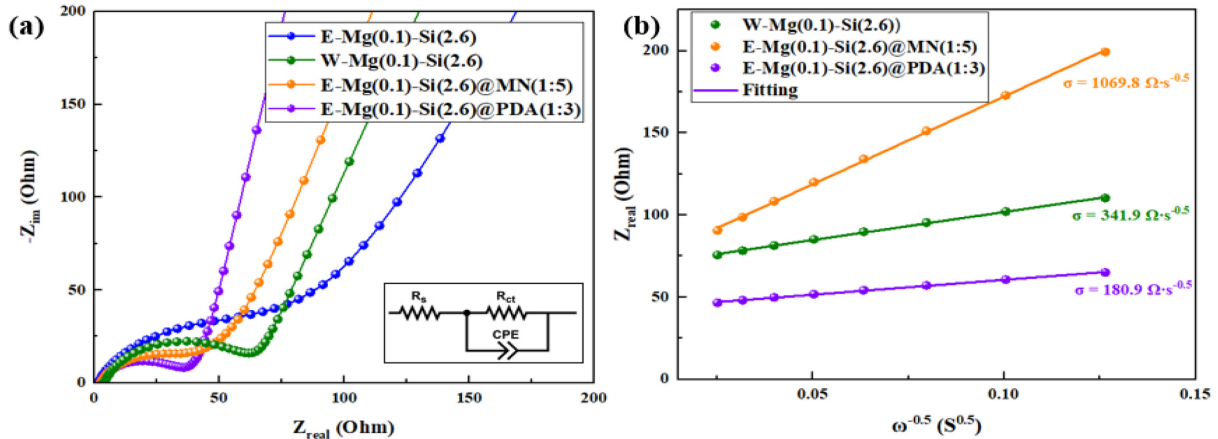 (a)
200
150
100
50
0
-Z_im (Ohm)
E-Mg(0.1)-Si(2.6)
W-Mg(0.1)-Si(2.6)
E-Mg(0.1)-Si(2.6)@MN(1:5)
E-Mg(0.1)-Si(2.6)@PDA(1:3)
R_s
R_ct
CPE
0 50 100 150 200
Z_real (Ohm)
(b)
200
150
100
50
0
Z_real (Ohm)
W-Mg(0.1)-Si(2.6))
E-Mg(0.1)-Si(2.6)@MN(1:5)
E-Mg(0.1)-Si(2.6)@PDA(1:3)
Fitting
σ = 1069.8 Ω·s^-0.5
σ = 341.9 Ω·s^-0.5
σ = 180.9 Ω·s^-0.5
0.05 0.10 0.15
ω^-0.5 (S^0.5)